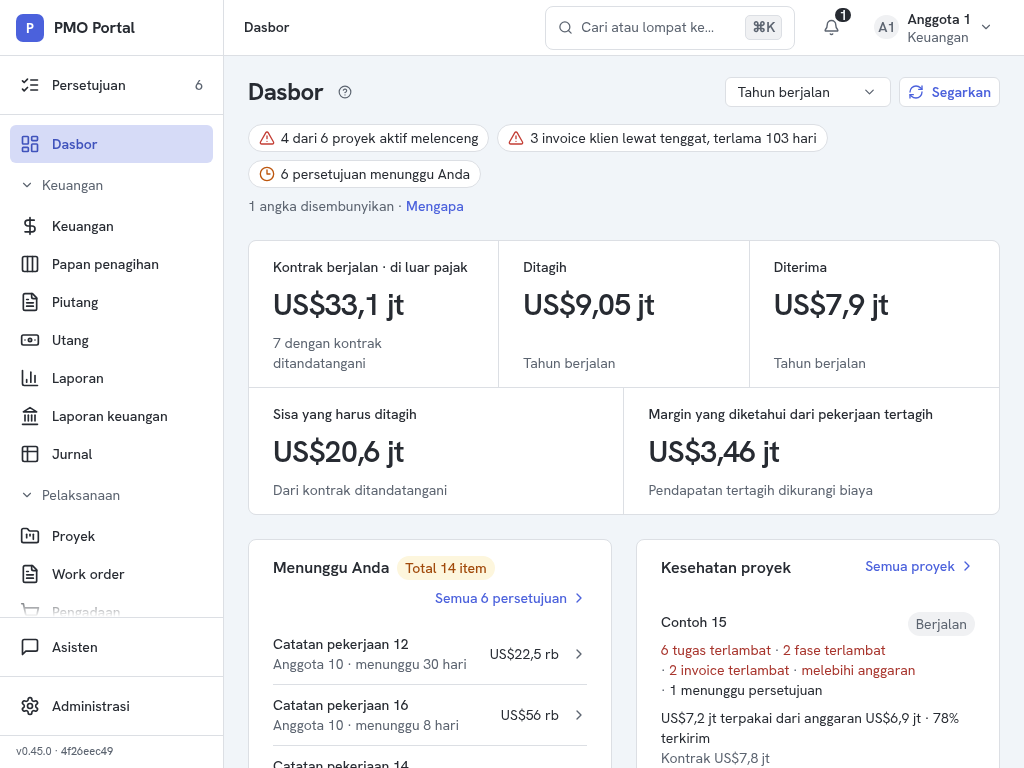 PMO Portal
Persetujuan 6
Dasbor
Keuangan
Keuangan
Papan penagihan
Piutang
Utang
Laporan
Laporan keuangan
Jurnal
Pelaksanaan
Proyek
Work order
Pengadaan
Asisten
Administrasi
v0.45.0 · 4f26eec49
Dasbor
Cari atau lompat ke... ⌘K
1
A1
Anggota 1
Keuangan
Dasbor
Tahun berjalan
Segarkan
4 dari 6 proyek aktif melenceng
3 invoice klien lewat tenggat, terlama 103 hari
6 persetujuan menunggu Anda
1 angka disembunyikan · Mengapa
Kontrak berjalan · di luar pajak
US$33,1 jt
7 dengan kontrak
ditandatangani
Ditagih
US$9,05 jt
Tahun berjalan
Diterima
US$7,9 jt
Tahun berjalan
Sisa yang harus ditagih
US$20,6 jt
Dari kontrak ditandatangani
Margin yang diketahui dari pekerjaan tertagih
US$3,46 jt
Pendapatan tertagih dikurangi biaya
Menunggu Anda Total 14 item
Semua 6 persetujuan
Catatan pekerjaan 12
Anggota 10 · menunggu 30 hari
US$22,5 rb
Catatan pekerjaan 16
Anggota 10 · menunggu 8 hari
US$56 rb
Catatan pekerjaan 14
Kesehatan proyek
Semua proyek
Contoh 15
Berjalan
6 tugas terlambat · 2 fase terlambat
· 2 invoice terlambat · melebihi anggaran
· 1 menunggu persetujuan
US$7,2 jt terpakai dari anggaran US$6,9 jt · 78%
terkirim
Kontrak US$7,8 jt